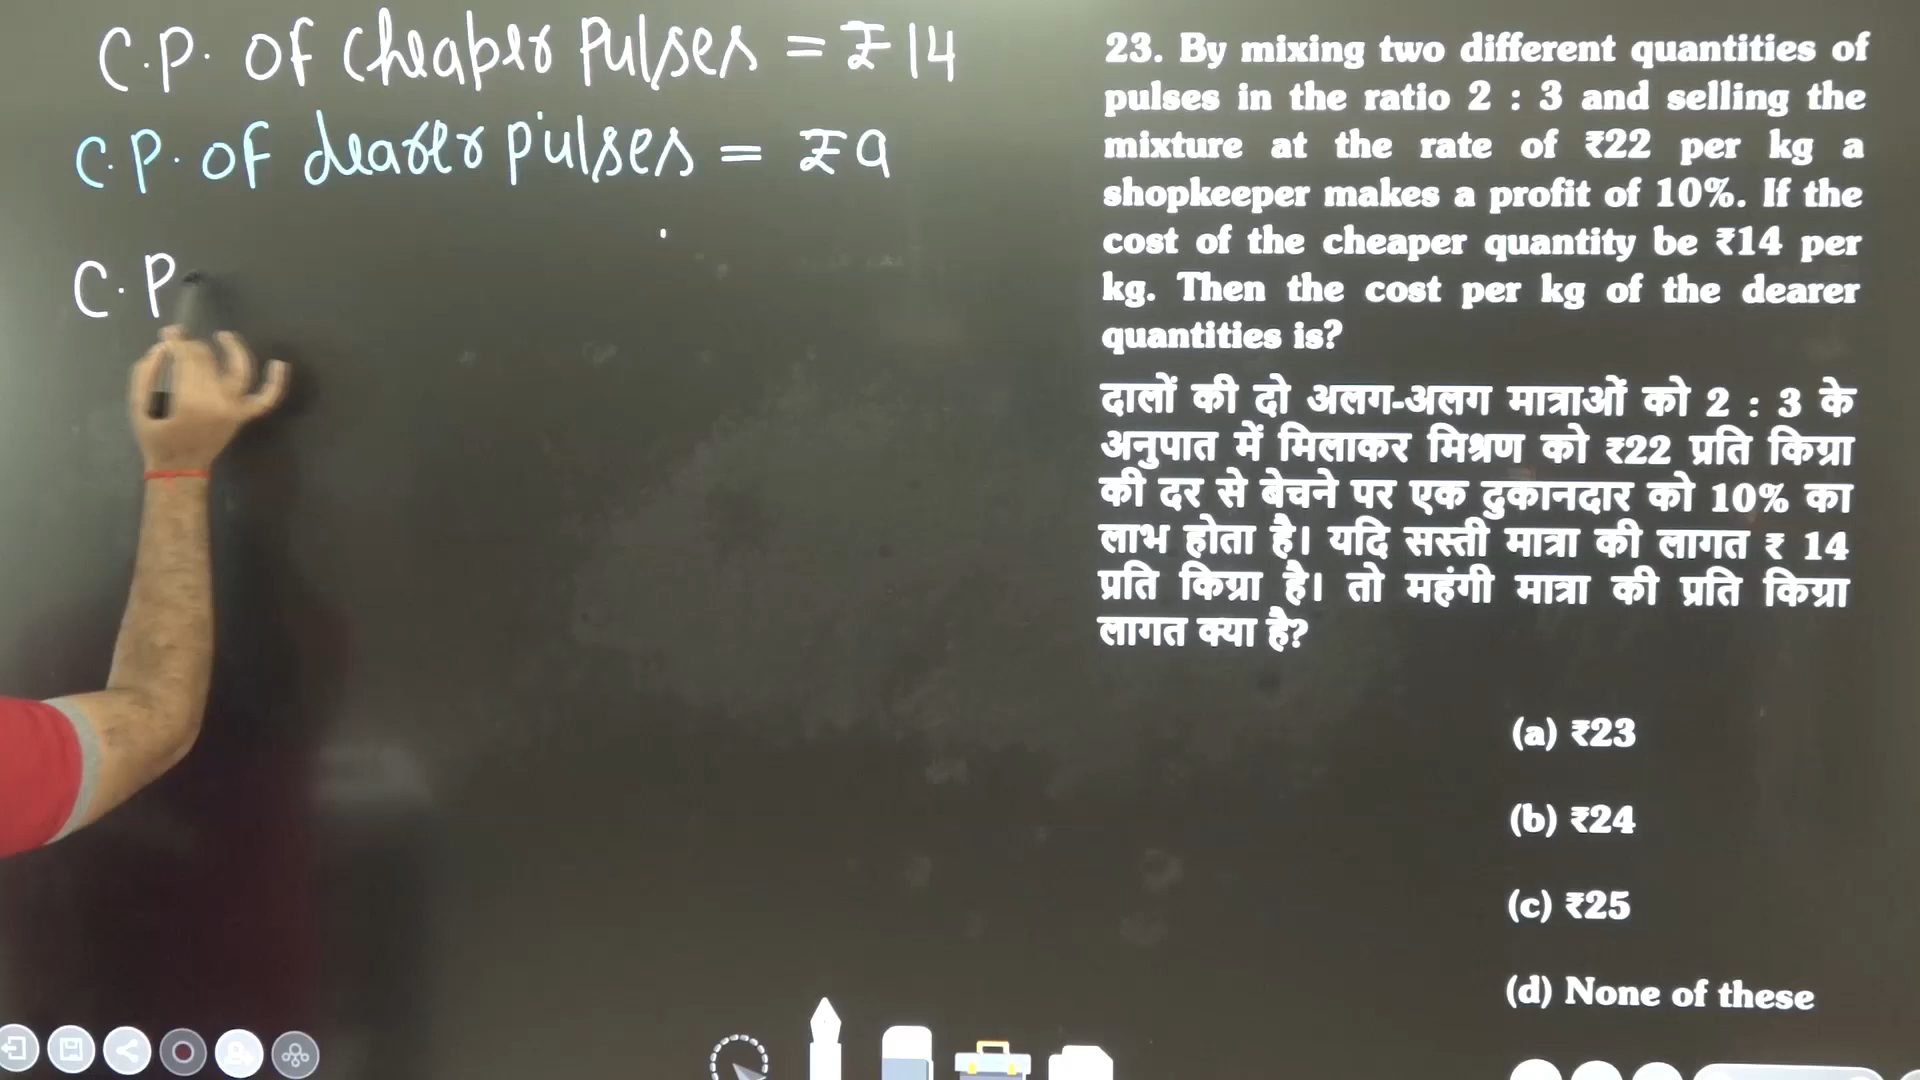 C.P. of cheaper pulses = ₹14
C.P. of dearer pulses = ₹a
C.P
23. By mixing two different quantities of
pulses in the ratio 2 : 3 and selling the
mixture at the rate of ₹22 per kg a
shopkeeper makes a profit of 10%. If the
cost of the cheaper quantity be ₹14 per
kg. Then the cost per kg of the dearer
quantities is?
दालों की दो अलग-अलग मात्राओं को 2 : 3 के
अनुपात में मिलाकर मिश्रण को ₹22 प्रति किग्रा
की दर से बेचने पर एक दुकानदार को 10% का
लाभ होता है। यदि सस्ती मात्रा की लागत ₹ 14
प्रति किग्रा है। तो महंगी मात्रा की प्रति किग्रा
लागत क्या है?
(a) ₹23
(b) ₹24
(c) ₹25
(d) None of these